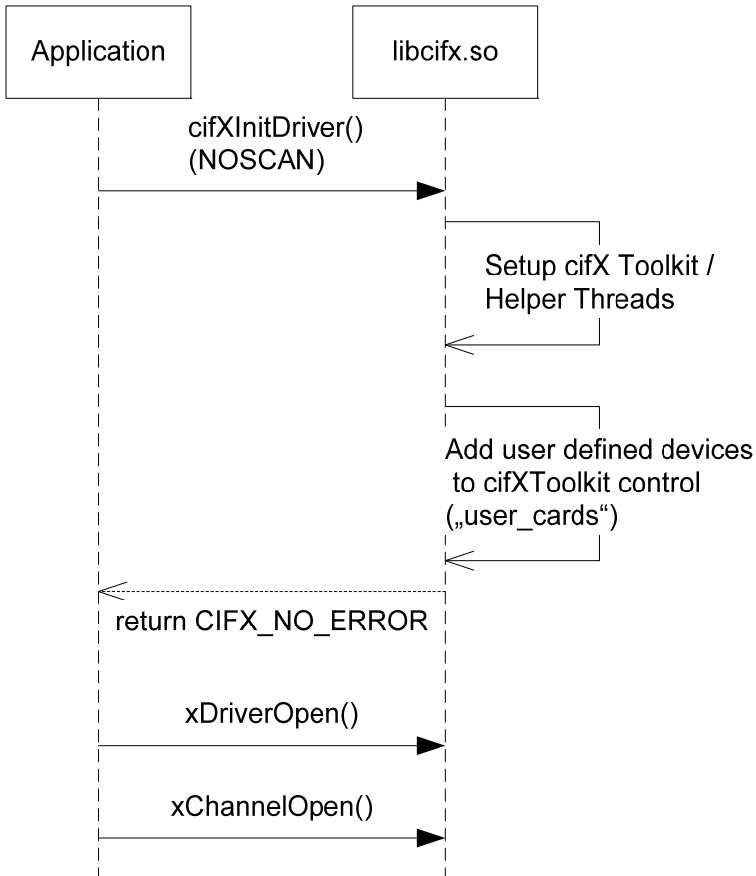 Application
libcifx.so
cifXInitDriver()
(NOSCAN)
Setup cifX Toolkit /
Helper Threads
Add user defined devices
to cifXToolkit control
(„user_cards“)
return CIFX_NO_ERROR
xDriverOpen()
xChannelOpen()